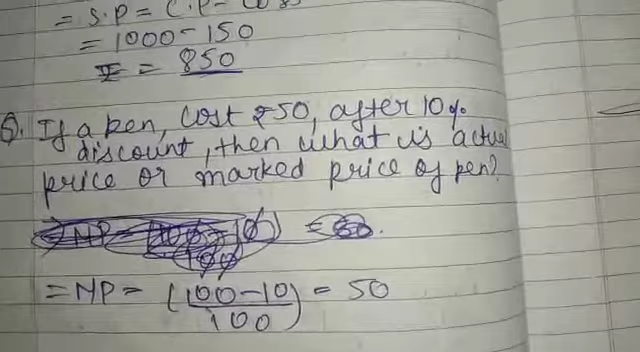 = S.P = C.P -
= 1000 - 150
= 850
Q. If a pen, cost ₹50, after 10%
discount, then what is actual
price or marked price of pen?
= MP = (100-10/100) = 50